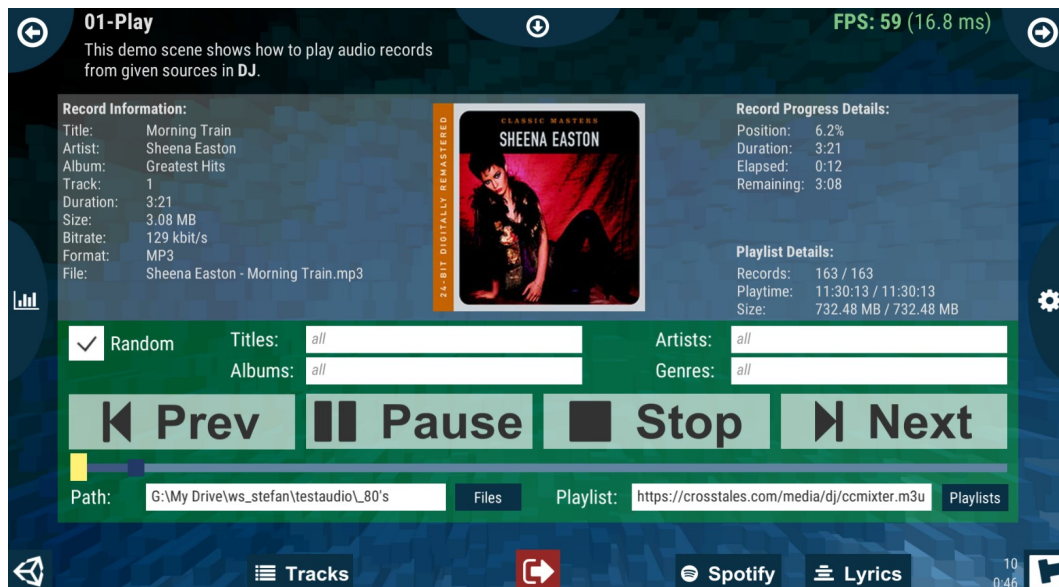 01-Play
FPS: 59 (16.8 ms)
This demo scene shows how to play audio records
from given sources in DJ.
Record Information:
Title: Morning Train
Artist: Sheena Easton
Album: Greatest Hits
Track: 1
Duration: 3:21
Size: 3.08 MB
Bitrate: 129 kbit/s
Format: MP3
File: Sheena Easton - Morning Train.mp3
24-BIT DIGITALLY REMASTERED
CLASSIC MASTERS
SHEENA EASTON
Record Progress Details:
Position: 6.2%
Duration: 3:21
Elapsed: 0:12
Remaining: 3:08
Playlist Details:
Records: 163 / 163
Playtime: 11:30:13 / 11:30:13
Size: 732.48 MB / 732.48 MB
Random
Titles: all
Artists: all
Albums: all
Genres: all
Prev Pause Stop Next
Path: G:\My Drive\ws_stefan\testaudio\_80's Files Playlist: https://crosstales.com/media/dj/ccmixter.m3u Playlists
Tracks Spotify Lyrics
10
0:46